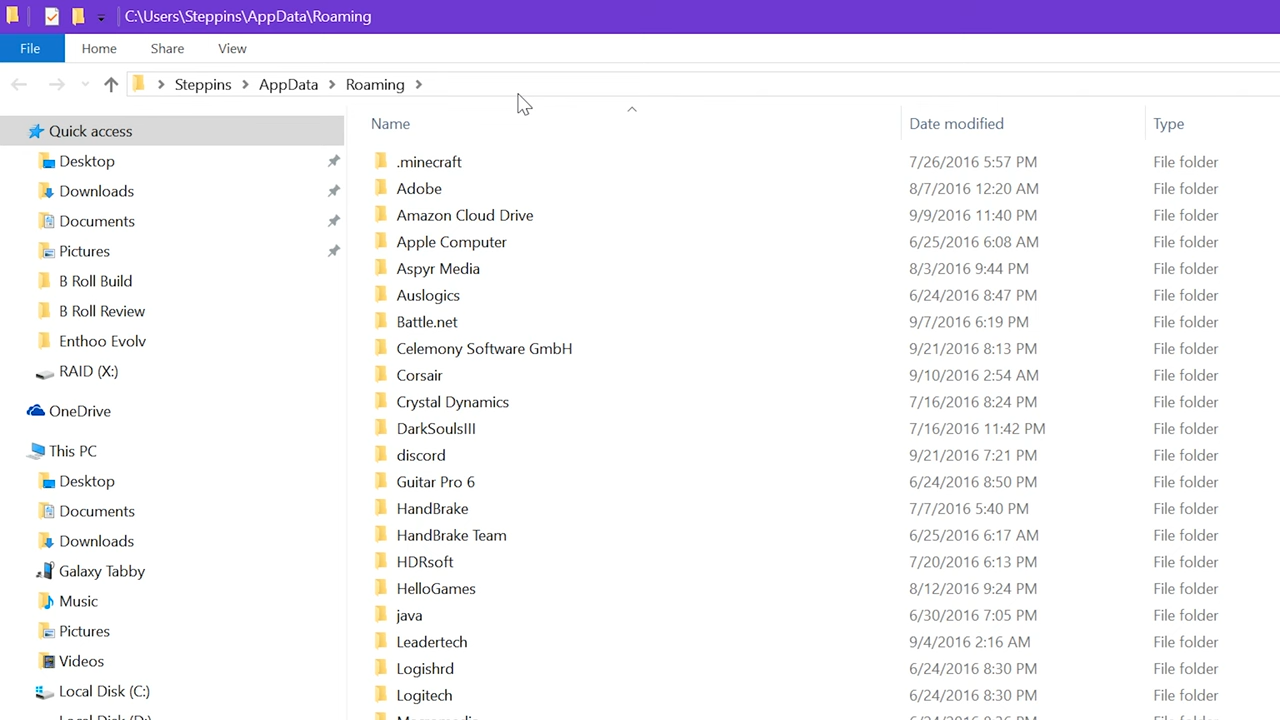 C:\Users\Steppins\AppData\Roaming
File Home Share View
Steppins AppData Roaming
Name Date modified Type
Quick access
Desktop
Downloads
Documents
Pictures
B Roll Build
B Roll Review
Enthoo Evolv
RAID (X:)
OneDrive
This PC
Desktop
Documents
Downloads
Galaxy Tabby
Music
Pictures
Videos
Local Disk (C:)
Local Disk (D:)
.minecraft 7/26/2016 5:57 PM File folder
Adobe 8/7/2016 12:20 AM File folder
Amazon Cloud Drive 9/9/2016 11:40 PM File folder
Apple Computer 6/25/2016 6:08 AM File folder
Aspyr Media 8/3/2016 9:44 PM File folder
Auslogics 6/24/2016 8:47 PM File folder
Battle.net 9/7/2016 6:19 PM File folder
Celemony Software GmbH 9/21/2016 8:13 PM File folder
Corsair 9/10/2016 2:54 AM File folder
Crystal Dynamics 7/16/2016 8:24 PM File folder
DarkSoulsIII 7/16/2016 11:42 PM File folder
discord 9/21/2016 7:21 PM File folder
Guitar Pro 6 6/24/2016 8:50 PM File folder
HandBrake 7/7/2016 5:40 PM File folder
HandBrake Team 6/25/2016 6:17 AM File folder
HDRsoft 7/20/2016 6:13 PM File folder
HelloGames 8/12/2016 9:24 PM File folder
java 6/30/2016 7:05 PM File folder
Leadertech 9/4/2016 2:16 AM File folder
Logishrd 6/24/2016 8:30 PM File folder
Logitech 6/24/2016 8:30 PM File folder